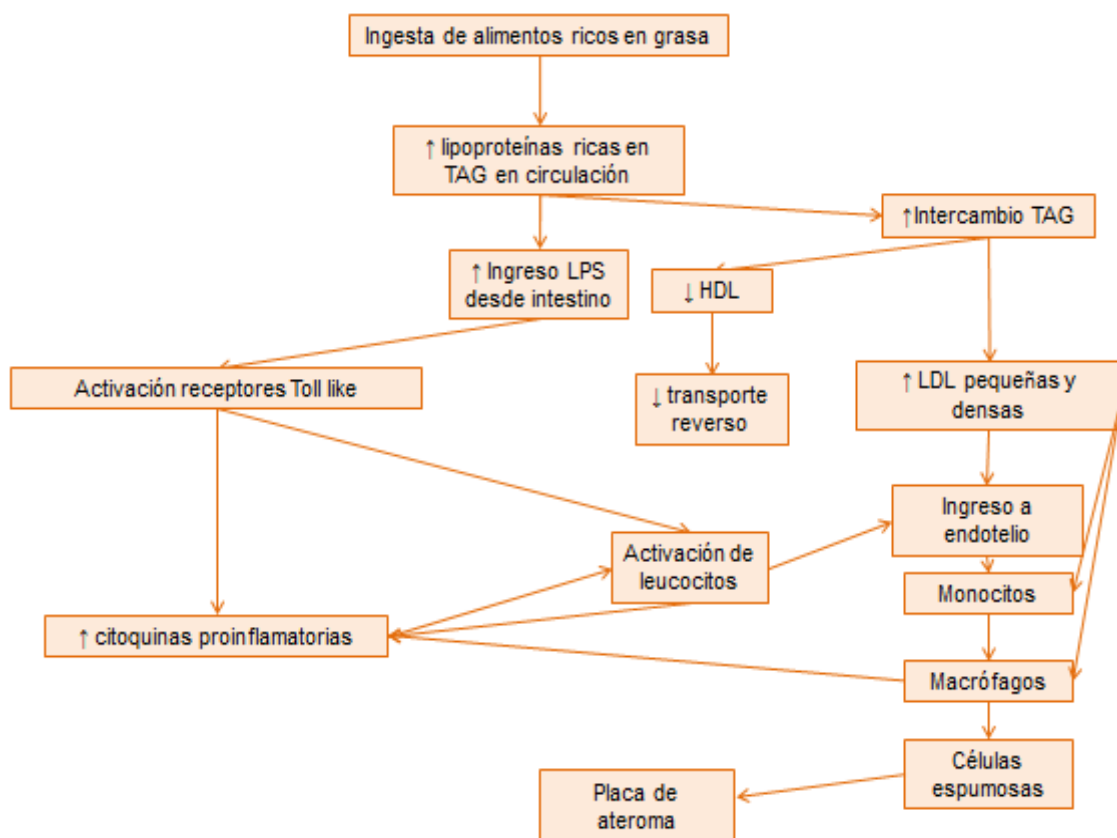 Ingesta de alimentos ricos en grasa
↑ lipoproteínas ricas en
TAG en circulación
↑Intercambio TAG
↑ Ingreso LPS
desde intestino
↓ HDL
Activación receptores Toll like
↓ transporte
reverso
↑ LDL pequeñas y
densas
Ingreso a
endotelio
Activación de
leucocitos
Monocitos
↑ citoquinas proinflamatorias
Macrófagos
Células
espumosas
Placa de
ateroma